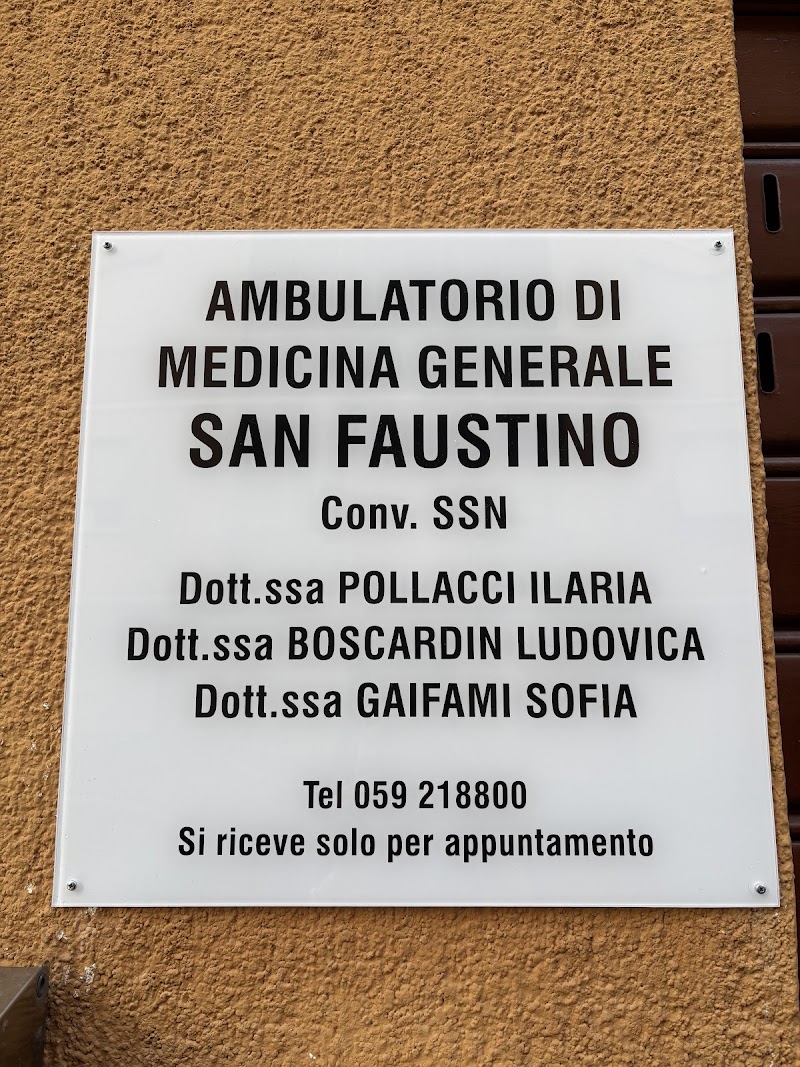 AMBULATORIO DI
MEDICINA GENERALE
SAN FAUSTINO
Conv. SSN
Dott.ssa POLLACCI ILARIA
Dott.ssa BOSCARDIN LUDOVICA
Dott.ssa GAIFAMI SOFIA
Tel 059 218800
Si riceve solo per appuntamento